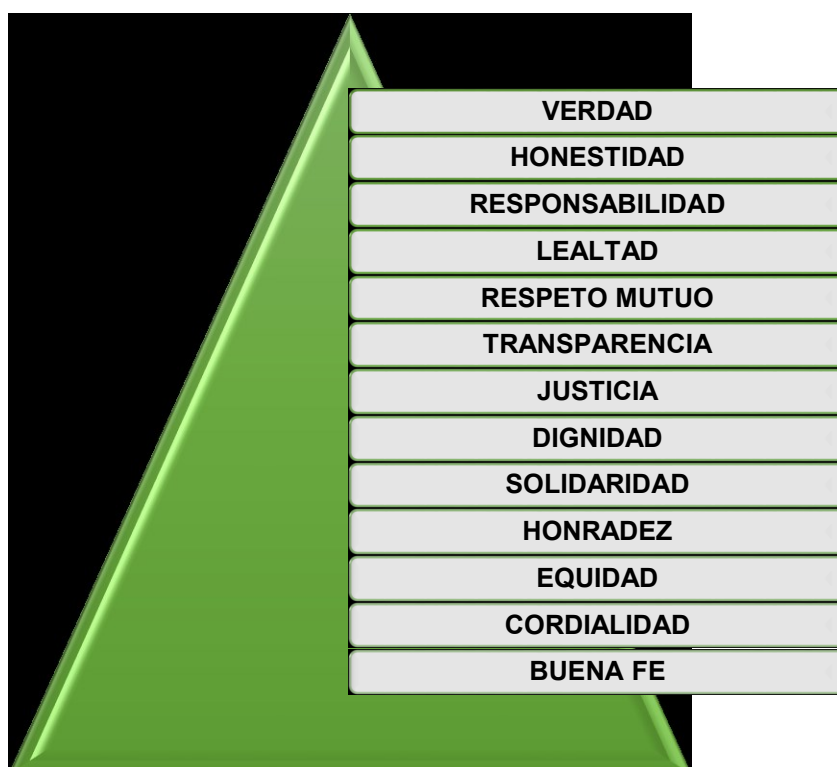 VERDAD
HONESTIDAD
RESPONSABILIDAD
LEALTAD
RESPETO MUTUO
TRANSPARENCIA
JUSTICIA
DIGNIDAD
SOLIDARIDAD
HONRADEZ
EQUIDAD
CORDIALIDAD
BUENA FE